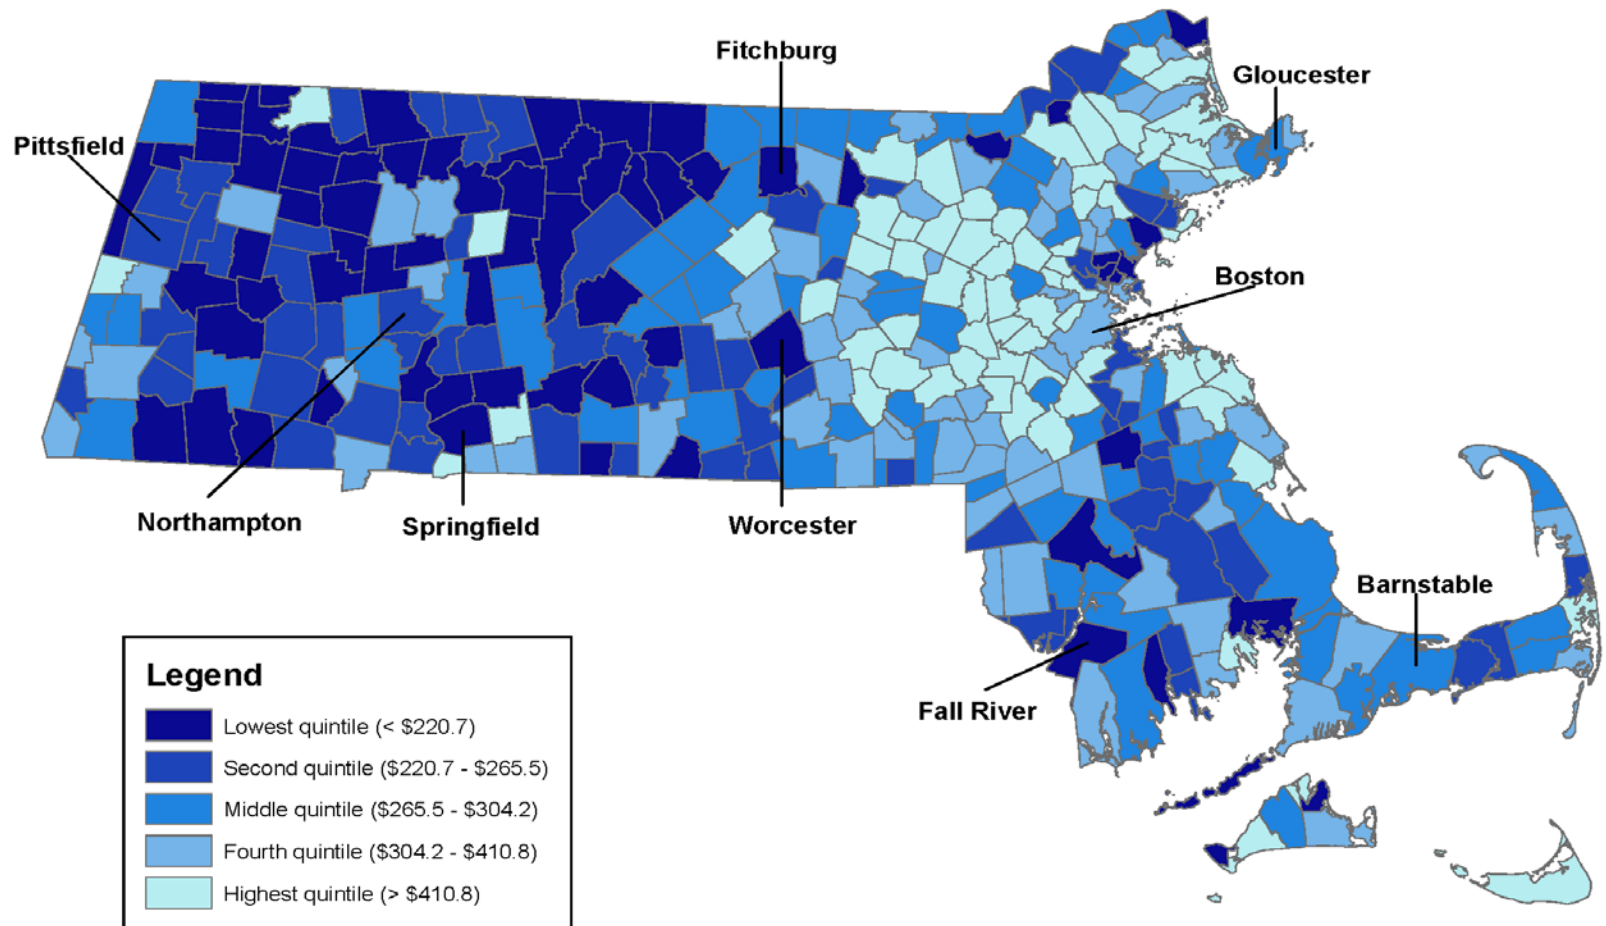 Fitchburg
Gloucester
Pittsfield
Boston
Northampton
Springfield
Worcester
Barnstable
Fall River
Legend
Lowest quintile (< $220.7)
Second quintile ($220.7 - $265.5)
Middle quintile ($265.5 - $304.2)
Fourth quintile ($304.2 - $410.8)
Highest quintile (> $410.8)